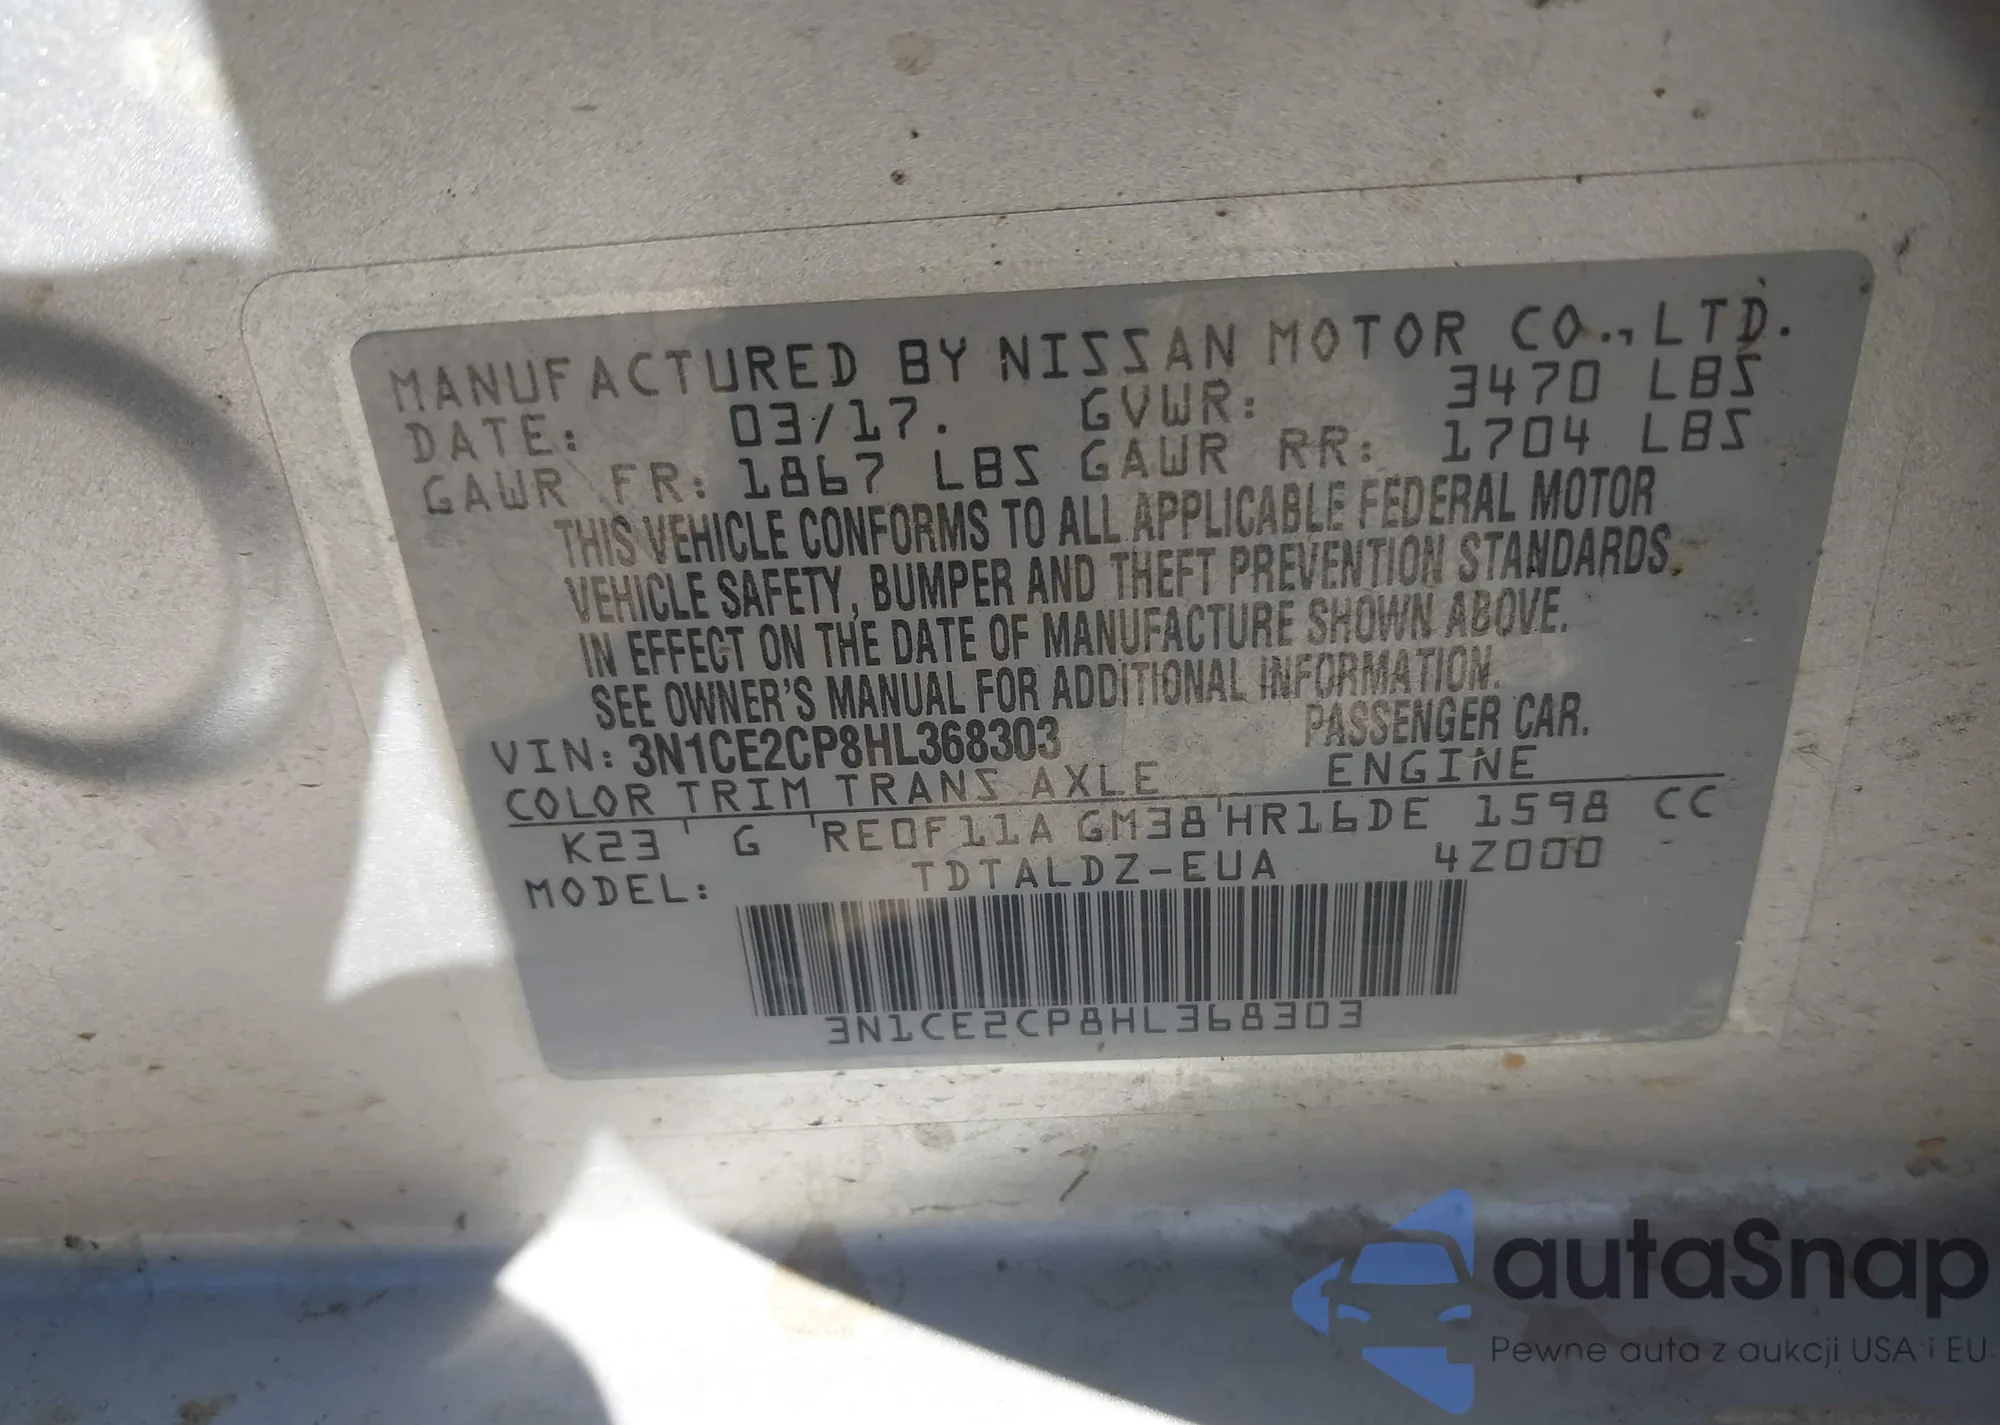 MANUFACTURED BY NISSAN MOTOR CO., LTD.
DATE: 03/17. GVWR: 3470 LBS
GAWR FR: 1867 LBS GAWR RR: 1704 LBS
THIS VEHICLE CONFORMS TO ALL APPLICABLE FEDERAL MOTOR
VEHICLE SAFETY, BUMPER AND THEFT PREVENTION STANDARDS
IN EFFECT ON THE DATE OF MANUFACTURE SHOWN ABOVE.
SEE OWNER'S MANUAL FOR ADDITIONAL INFORMATION.
VIN: 3N1CE2CP8HL368303 PASSENGER CAR.
COLOR TRIM TRANS AXLE ENGINE
K23 G RE0F11A GM38 HR16DE 1598 CC
MODEL: TDTALDZ-EUA 4Z000
3N1CE2CP8HL368303
autaSnap
Pewne auta z aukcji USA i EU